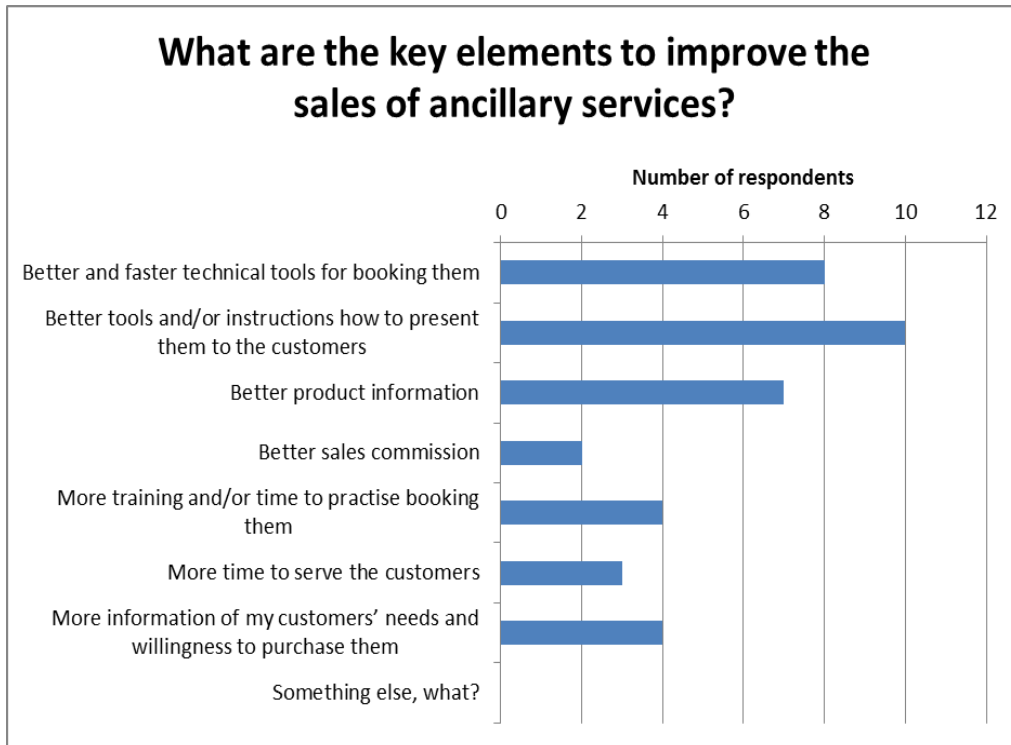 What are the key elements to improve the
sales of ancillary services?
Number of respondents
0 2 4 6 8 10 12
Better and faster technical tools for booking them
Better tools and/or instructions how to present
them to the customers
Better product information
Better sales commission
More training and/or time to practise booking
them
More time to serve the customers
More information of my customers’ needs and
willingness to purchase them
Something else, what?